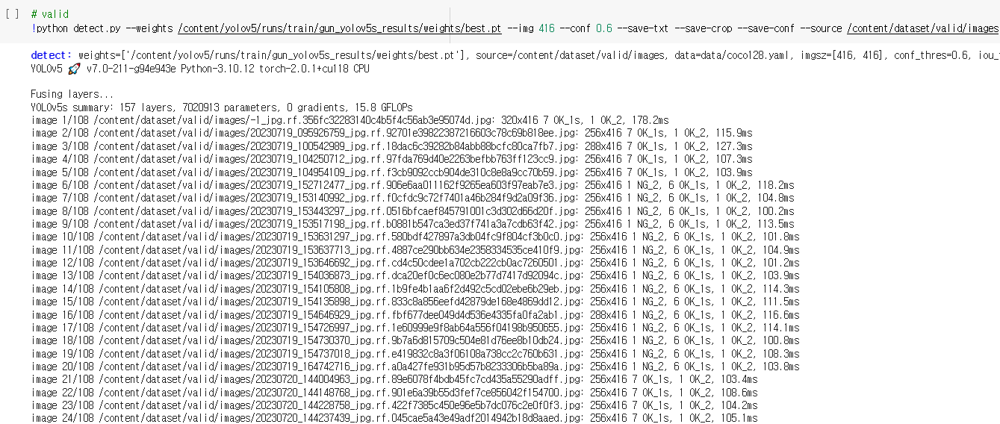 [ ] # valid
!python detect.py --weights /content/yolov5/runs/train/gun_yolov5s_results/weights/best.pt --img 416 --conf 0.6 --save-txt --save-crop --save-conf --source /content/dataset/valid/images
detect: weights=['/content/yolov5/runs/train/gun_yolov5s_results/weights/best.pt'], source=/content/dataset/valid/images, data=data/coco128.yaml, imgsz=[416, 416], conf_thres=0.6, iou_
YOLOv5 🚀 v7.0-211-g94e943e Python-3.10.12 torch-2.0.1+cu118 CPU
Fusing layers...
YOLOv5s summary: 157 layers, 7020913 parameters, 0 gradients, 15.8 GFLOPs
image 1/108 /content/dataset/valid/images/-1_jpg.rf.356fc32283140c4b5f4c56ab3e95074d.jpg: 320x416 7 OK_1s, 1 OK_2, 178.2ms
image 2/108 /content/dataset/valid/images/20230719_095926759_jpg.rf.92701e39822387216603c78c69b818ee.jpg: 256x416 7 OK_1s, 1 OK_2, 115.9ms
image 3/108 /content/dataset/valid/images/20230719_100542989_jpg.rf.18dac6c39282b84abb88bcfc80ca7fb7.jpg: 288x416 7 OK_1s, 1 OK_2, 127.3ms
image 4/108 /content/dataset/valid/images/20230719_104250712_jpg.rf.97fda769d40e2263befbb763ff123cc9.jpg: 256x416 7 OK_1s, 1 OK_2, 107.3ms
image 5/108 /content/dataset/valid/images/20230719_104954109_jpg.rf.f3cb9092ccb904de310c8e8a9cc70b59.jpg: 256x416 7 OK_1s, 1 OK_2, 103.9ms
image 6/108 /content/dataset/valid/images/20230719_152712477_jpg.rf.906e6aa011162f9265ea603f97eab7e3.jpg: 256x416 1 NG_2, 6 OK_1s, 1 OK_2, 118.2ms
image 7/108 /content/dataset/valid/images/20230719_153140992_jpg.rf.f0cfdc9c72f7401a46b284f9d2a09f36.jpg: 256x416 1 NG_2, 6 OK_1s, 1 OK_2, 104.8ms
image 8/108 /content/dataset/valid/images/20230719_153443297_jpg.rf.0516bfcaef845791001c3d302d66d20f.jpg: 256x416 1 NG_2, 6 OK_1s, 1 OK_2, 100.2ms
image 9/108 /content/dataset/valid/images/20230719_153517198_jpg.rf.b0881b547ca3ed37f741a3a7cdb63f42.jpg: 256x416 1 NG_2, 6 OK_1s, 1 OK_2, 113.5ms
image 10/108 /content/dataset/valid/images/20230719_153631297_jpg.rf.580bdf427897a3db04fc9f804cf3b0c0.jpg: 256x416 1 NG_2, 6 OK_1s, 1 OK_2, 101.8ms
image 11/108 /content/dataset/valid/images/20230719_153637713_jpg.rf.4887ce290bb634e2358334535ce410f9.jpg: 256x416 1 NG_2, 6 OK_1s, 1 OK_2, 104.9ms
image 12/108 /content/dataset/valid/images/20230719_153646692_jpg.rf.cd4c50cdee1a702cb222cb0ac7260501.jpg: 256x416 1 NG_2, 6 OK_1s, 1 OK_2, 101.2ms
image 13/108 /content/dataset/valid/images/20230719_154036873_jpg.rf.dca20ef0c6ec080e2b77d7417d92094c.jpg: 256x416 1 NG_2, 6 OK_1s, 1 OK_2, 103.9ms
image 14/108 /content/dataset/valid/images/20230719_154105808_jpg.rf.1b9fe4b1aa6f2d492c5cd02ebe6b29eb.jpg: 256x416 1 NG_2, 6 OK_1s, 1 OK_2, 114.3ms
image 15/108 /content/dataset/valid/images/20230719_154135898_jpg.rf.833c8a856eefd42879de168e4869dd12.jpg: 256x416 1 NG_2, 6 OK_1s, 1 OK_2, 111.5ms
image 16/108 /content/dataset/valid/images/20230719_154646929_jpg.rf.fbf677dee049d4d536e4335fa0fa2ab1.jpg: 288x416 1 NG_2, 6 OK_1s, 1 OK_2, 116.6ms
image 17/108 /content/dataset/valid/images/20230719_154726997_jpg.rf.1e60999e9f8ab64a556f04198b950655.jpg: 256x416 1 NG_2, 6 OK_1s, 1 OK_2, 114.1ms
image 18/108 /content/dataset/valid/images/20230719_154730370_jpg.rf.9b7a6d815709c504e81d76ee8b10db24.jpg: 256x416 1 NG_2, 6 OK_1s, 1 OK_2, 100.8ms
image 19/108 /content/dataset/valid/images/20230719_154737018_jpg.rf.e419832c8a3f06108a738cc2c760b631.jpg: 256x416 1 NG_2, 6 OK_1s, 1 OK_2, 108.3ms
image 20/108 /content/dataset/valid/images/20230719_164742716_jpg.rf.a0a427fe931b95d57b8233306b5ba89a.jpg: 256x416 1 NG_2, 6 OK_1s, 1 OK_2, 103.8ms
image 21/108 /content/dataset/valid/images/20230720_144004963_jpg.rf.89e6078f4bdb45fc7cd435a55290adff.jpg: 256x416 7 OK_1s, 1 OK_2, 103.4ms
image 22/108 /content/dataset/valid/images/20230720_144148768_jpg.rf.901e6a39b55d3fef7ce856042f154700.jpg: 256x416 7 OK_1s, 1 OK_2, 108.6ms
image 23/108 /content/dataset/valid/images/20230720_144228758_jpg.rf.422f7385c450e96e5b7dc076c2e0f0f3.jpg: 256x416 7 OK_1s, 1 OK_2, 104.2ms
image 24/108 /content/dataset/valid/images/20230720_144237439_jpg.rf.045cae5a43e49adf2014942b18d8aaed.jpg: 256x416 7 OK_1s, 1 OK_2, 105.1ms